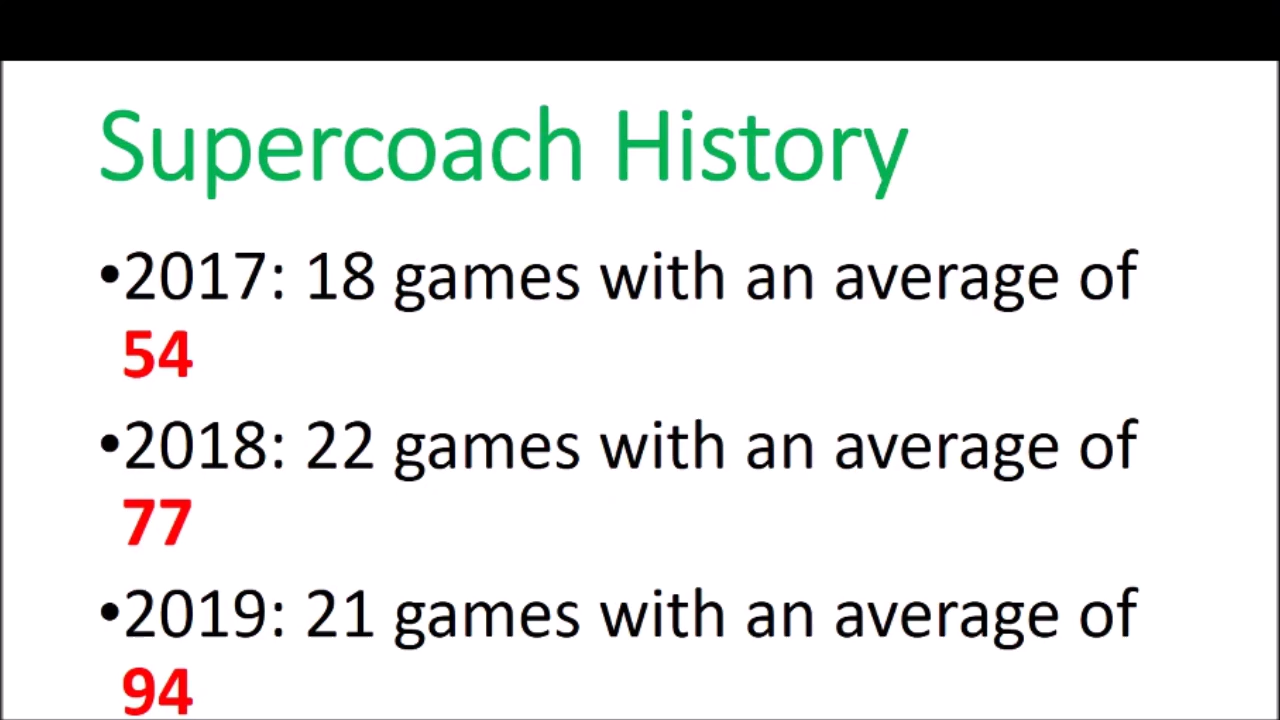 Supercoach History
•2017: 18 games with an average of
54
•2018: 22 games with an average of
77
•2019: 21 games with an average of
94